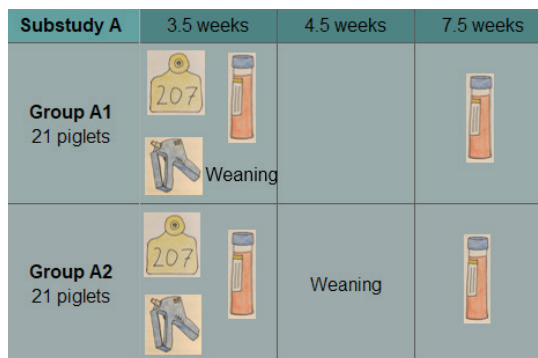 Substudy A 3.5 weeks 4.5 weeks 7.5 weeks
207
Group A1
21 piglets
Weaning
207
Group A2
21 piglets
Weaning